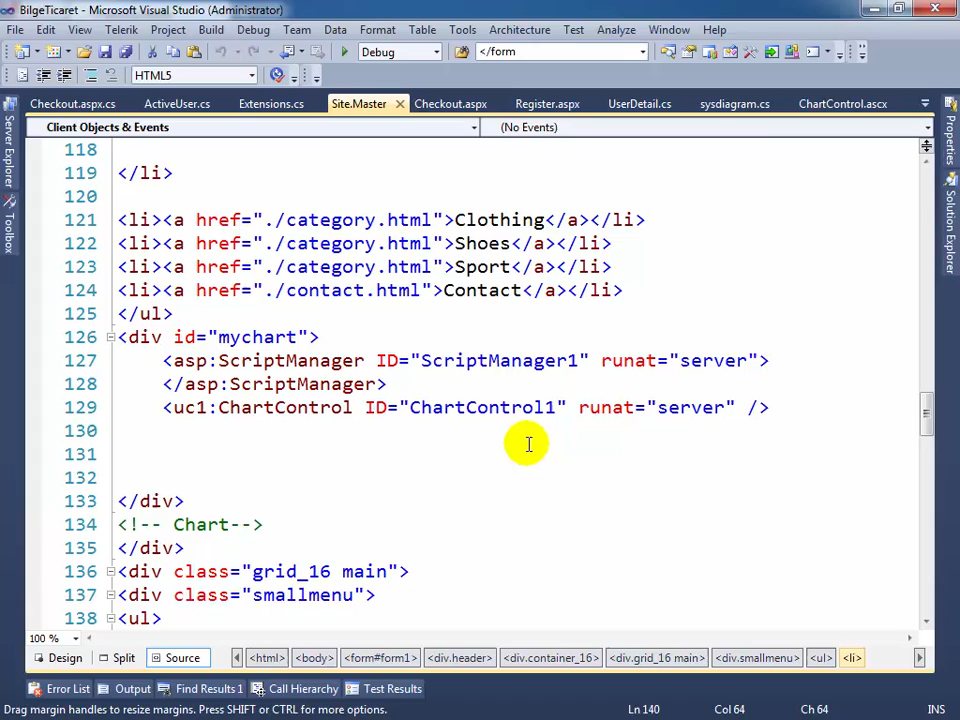 BilgeTicaret - Microsoft Visual Studio (Administrator)
File Edit View Telerik Project Build Debug Team Data Format Table Tools Architecture Test Analyze Window Help
Debug </form
HTML5
Checkout.aspx.cs ActiveUser.cs Extensions.cs Site.Master Checkout.aspx Register.aspx UserDetail.cs sysdiagram.cs ChartControl.ascx
Client Objects & Events (No Events)
Server Explorer
Toolbox
Properties
Solution Explorer
118
119 </li>
120
121 <li><a href="./category.html">Clothing</a></li>
122 <li><a href="./category.html">Shoes</a></li>
123 <li><a href="./category.html">Sport</a></li>
124 <li><a href="./contact.html">Contact</a></li>
125 </ul>
126 <div id="mychart">
127 <asp:ScriptManager ID="ScriptManager1" runat="server">
128 </asp:ScriptManager>
129 <uc1:ChartControl ID="ChartControl1" runat="server" />
130
131
132
133 </div>
134 <!-- Chart-->
135 </div>
136 <div class="grid_16 main">
137 <div class="smallmenu">
138 <ul>
100 %
Design Split Source <html> <body> <form#form1> <div.header> <div.container_16> <div.grid_16 main> <div.smallmenu> <ul> <li>
Error List Output Find Results 1 Call Hierarchy Test Results
Drag margin handles to resize margins. Press SHIFT or CTRL for more options. Ln 140 Col 64 Ch 64 INS